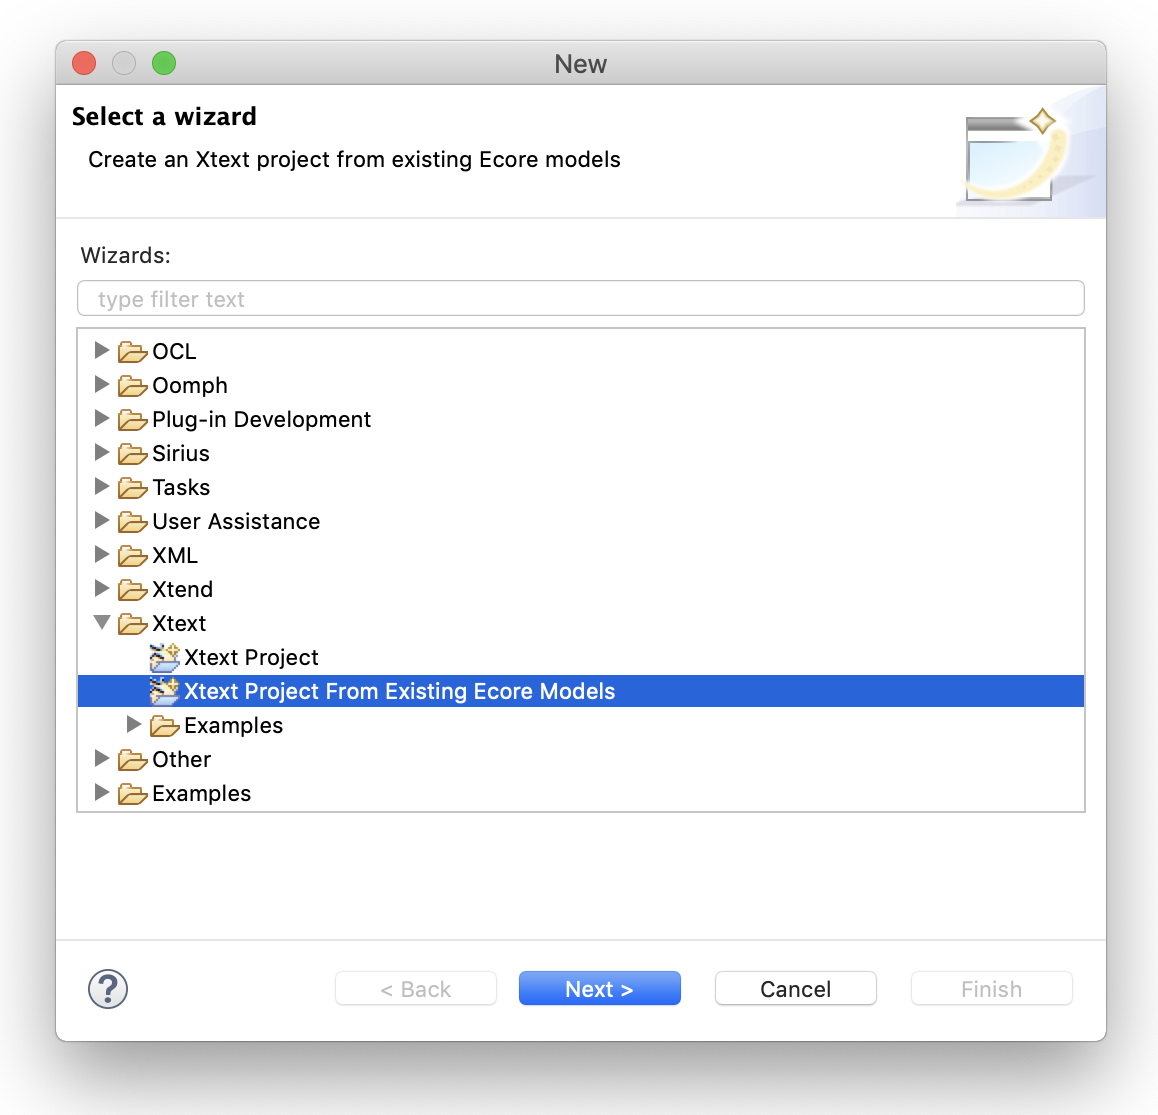 New
Select a wizard
Create an Xtext project from existing Ecore models
Wizards:
type filter text
OCL
Oomph
Plug-in Development
Sirius
Tasks
User Assistance
XML
Xtend
Xtext
Xtext Project
Xtext Project From Existing Ecore Models
Examples
Other
Examples
?
< Back
Next >
Cancel
Finish